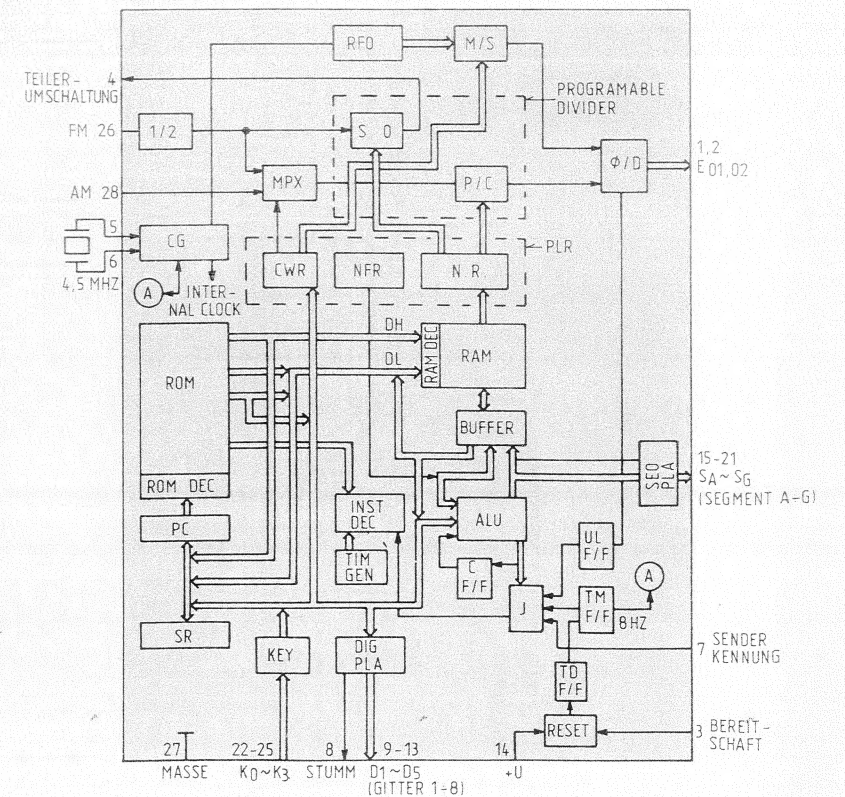 RFO
M/S
TEILER- 4
UMSCHALTUNG
PROGRAMABLE
DIVIDER
FM 26
1/2
S O
1,2
E 01,02
Φ/D
AM 28
MPX
P/C
5
CG
6
4,5 MHZ
PLR
CWR
NFR
N R
A
INTER-
NAL CLOCK
DH
DL
RAM DEC
RAM
ROM
BUFFER
ROM DEC
SEO
PLA
15-21
SA~SG
(SEGMENT A-G)
PC
INST
DEC
ALU
UL
F/F
TIM
GEN
C
F/F
A
TM
F/F
8HZ
J
SR
KEY
DIG
PLA
7 SENDER
KENNUNG
TD
F/F
RESET
3 BEREIT-
SCHAFT
27
MASSE
22-25
K0~K3
8
STUMM
9-13
D1~D5
(GITTER 1÷8)
14
+U